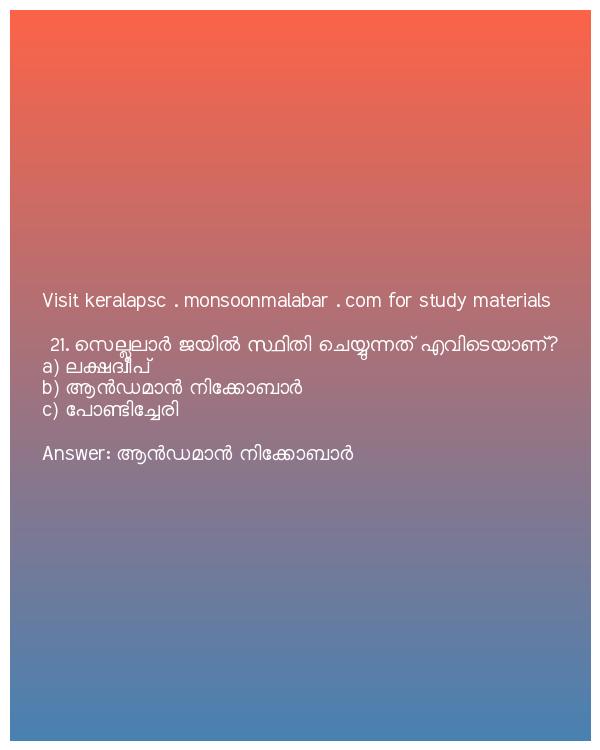 Visit keralapsc . monsoonmalabar . com for study materials
21. സെല്ലുലാർ ജയിൽ സ്ഥിതി ചെയ്യുന്നത് എവിടെയാണ്?
a) ലക്ഷദ്വീപ്
b) ആൻഡമാൻ നിക്കോബാർ
c) പോണ്ടിച്ചേരി
Answer: ആൻഡമാൻ നിക്കോബാർ